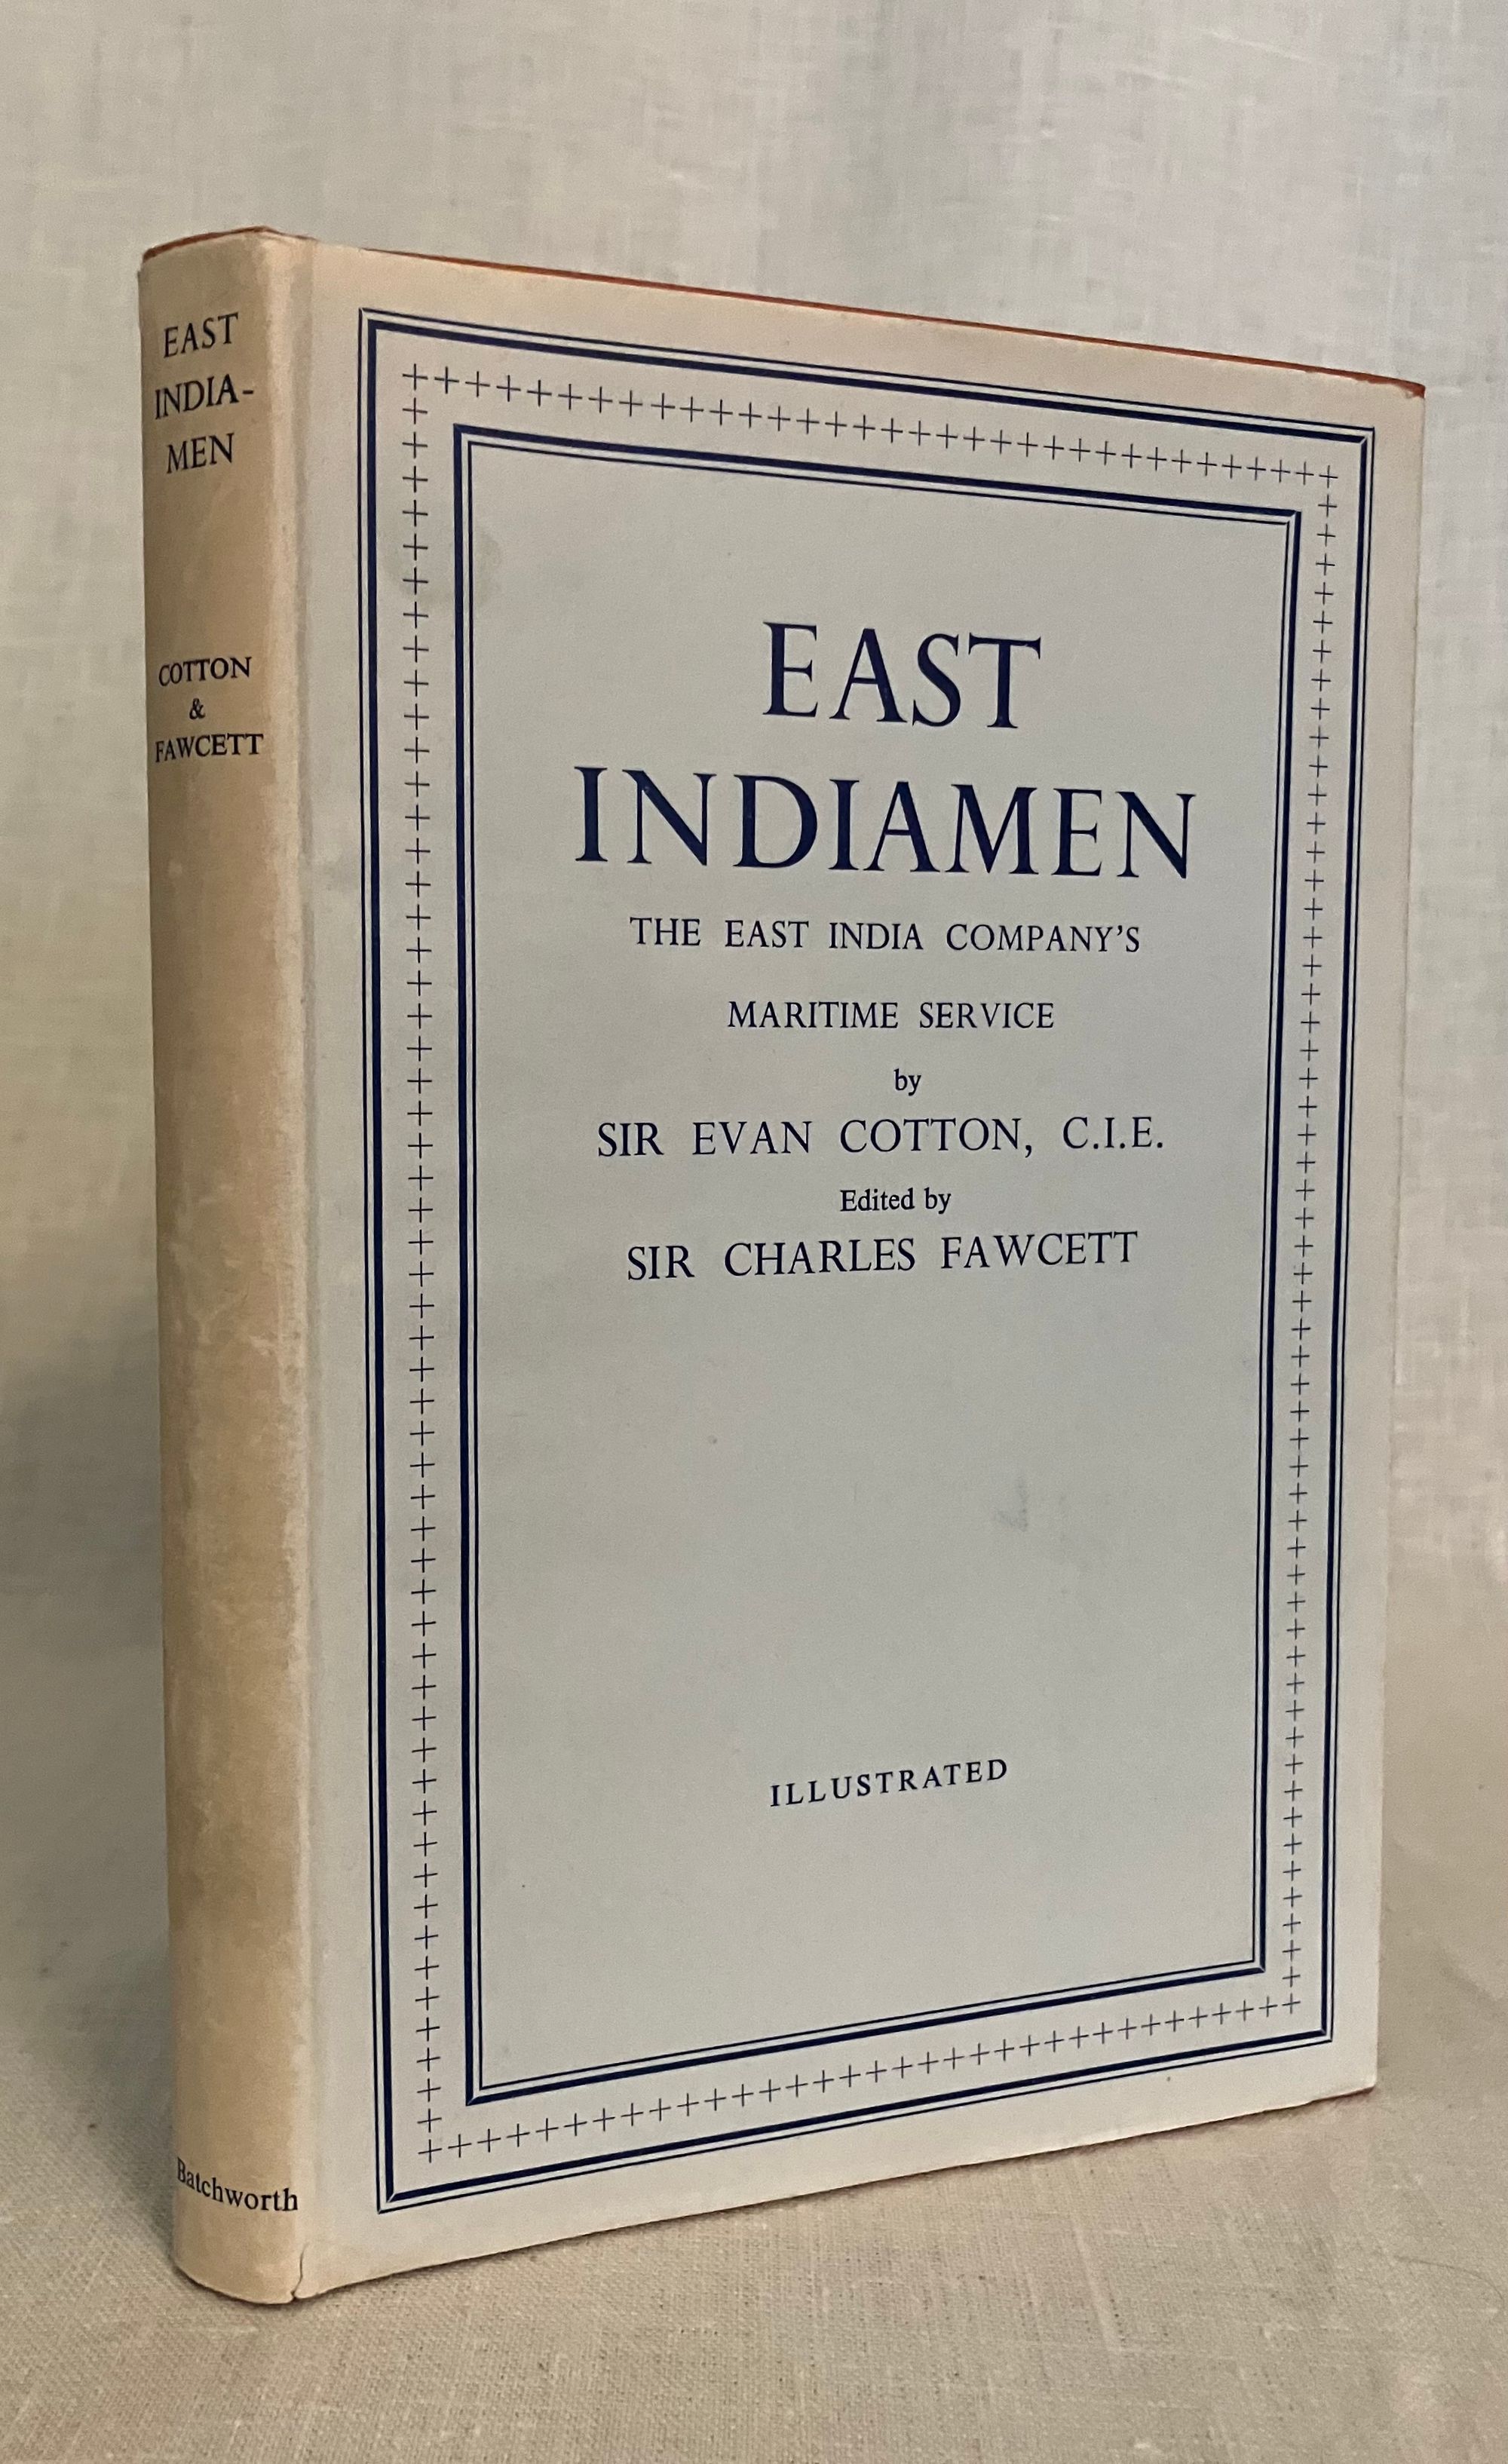 EAST
INDIA-
MEN
COTTON
&
FAWCETT
Batchworth
EAST
INDIAMEN
THE EAST INDIA COMPANY'S
MARITIME SERVICE
by
SIR EVAN COTTON, C.I.E.
Edited by
SIR CHARLES FAWCETT
ILLUSTRATED